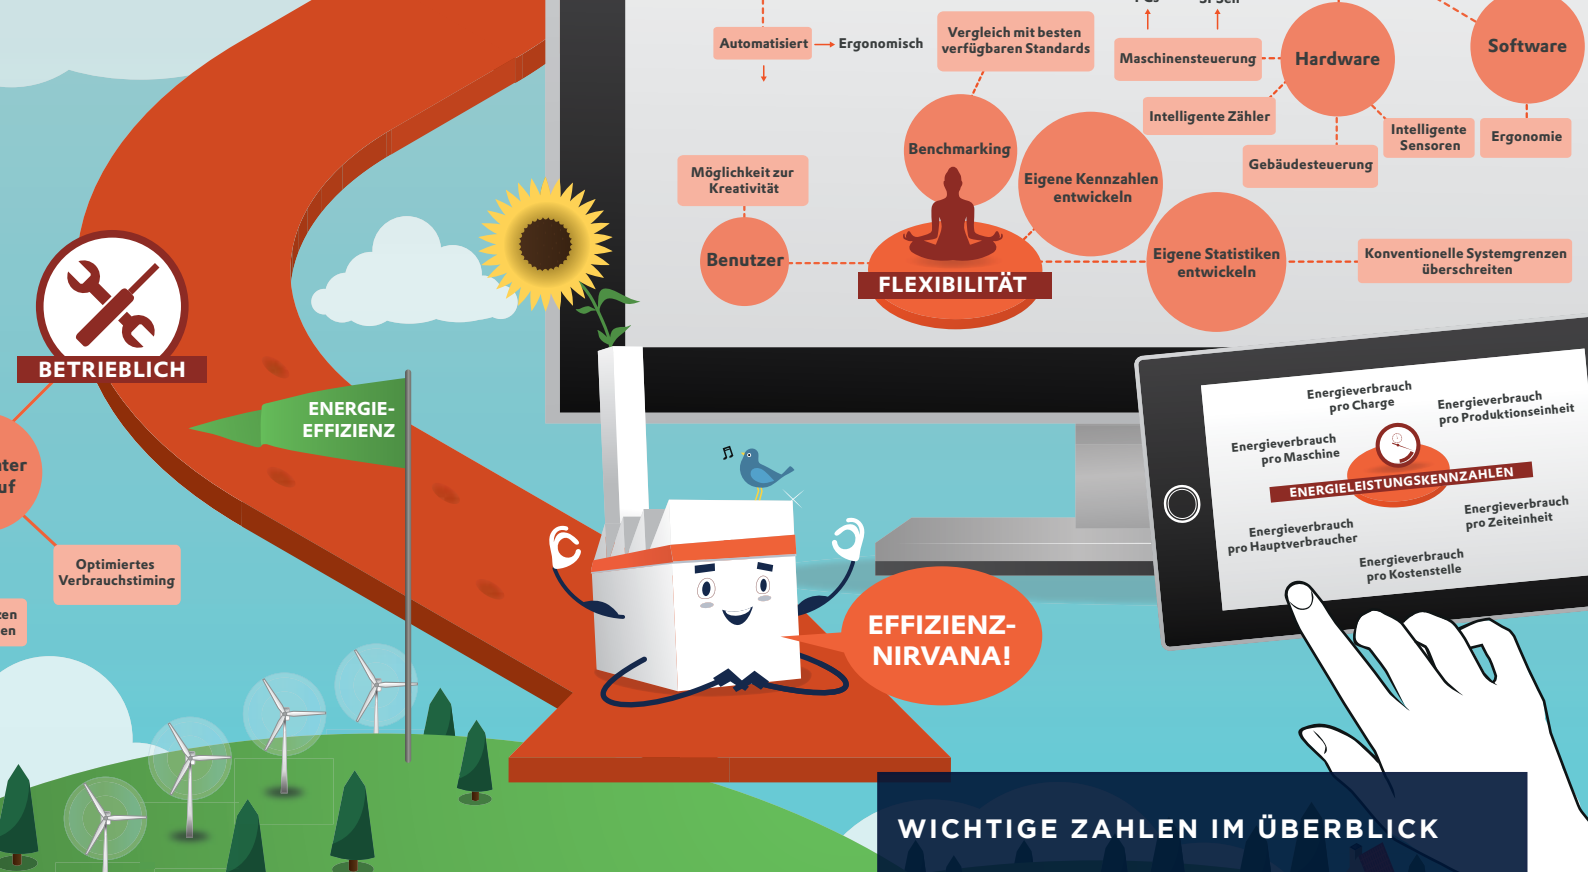 Automatisiert
Ergonomisch
Vergleich mit besten
verfügbaren Standards
Maschinensteuerung
Hardware
Software
Intelligente Zähler
Intelligente
Sensoren
Ergonomie
Gebäudesteuerung
Benchmarking
Möglichkeit zur
Kreativität
Eigene Kennzahlen
entwickeln
Benutzer
FLEXIBILITÄT
Eigene Statistiken
entwickeln
Konventionelle Systemgrenzen
überschreiten
BETRIEBLICH
ENERGIE-
EFFIZIENZ
Optimiertes
Verbrauchstiming
Energieverbrauch
pro Charge
Energieverbrauch
pro Produktionseinheit
Energieverbrauch
pro Maschine
ENERGIELEISTUNGSKENNZAHLEN
Energieverbrauch
pro Zeiteinheit
Energieverbrauch
pro Hauptverbraucher
Energieverbrauch
pro Kostenstelle
EFFIZIENZ-
NIRVANA!
WICHTIGE ZAHLEN IM ÜBERBLICK